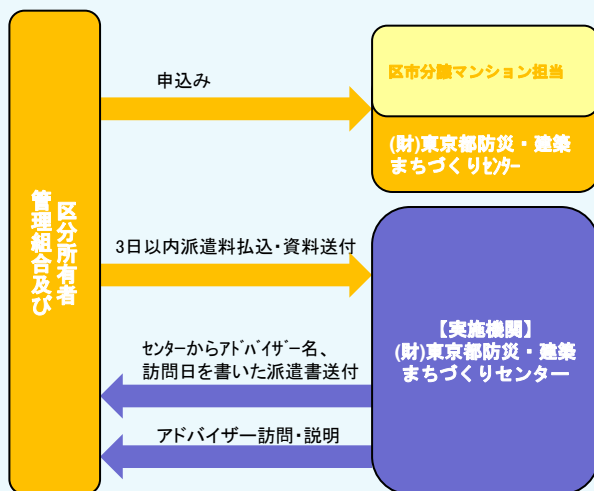 区市分譲マンション担当
申込み
(財)東京都防災・建築
まちづくりｾﾝﾀｰ
管理組合及び
区分所有者
3日以内派遣料払込・資料送付
【実施機関】
(財)東京都防災・建築
まちづくりセンター
ｾﾝﾀｰからｱﾄﾞﾊﾞｲｻﾞｰ名、
訪問日を書いた派遣書送付
アドバイザー訪問・説明